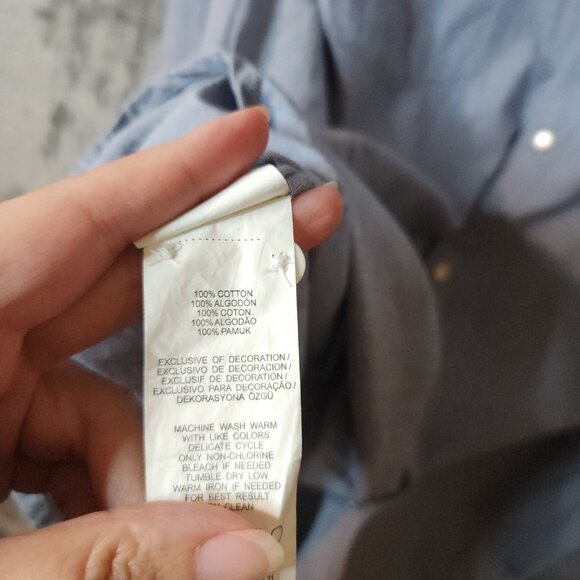 100% COTTON
100% ALGODÓN
100% COTON
100% ALGODÃO
100% PAMUK
EXCLUSIVE OF DECORATION/
EXCLUSIVO DE DECORACION/
EXCLUSIF DE DECORATION/
EXCLUSIVO PARA DECORAÇÃO/
DEKORASYONA ÖZGÜ
MACHINE WASH WARM
WITH LIKE COLORS
DELICATE CYCLE
ONLY NON-CHLORINE
BLEACH IF NEEDED
TUMBLE DRY LOW
WARM IRON IF NEEDED
FOR BEST RESULT
CLEAN